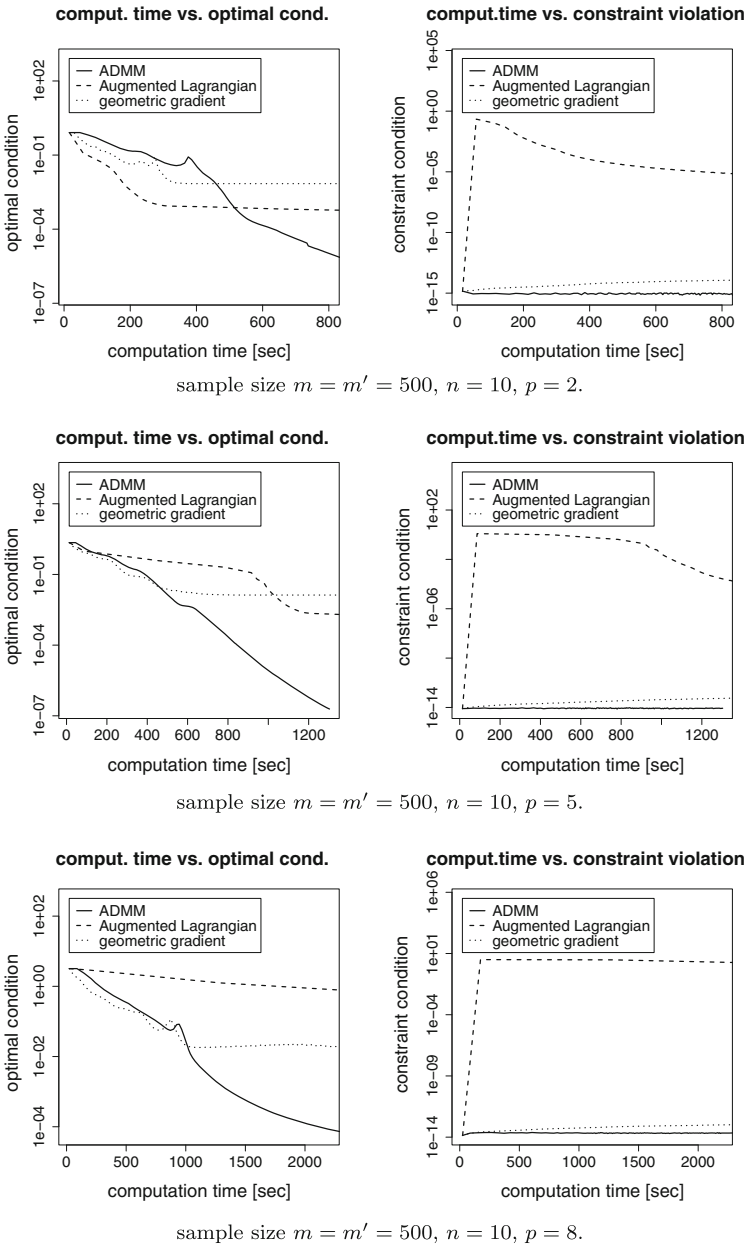 comput. time vs. optimal cond.
optimal condition
1e+02
1e-01
1e-04
1e-07
ADMM
Augmented Lagrangian
geometric gradient
0 200 400 600 800
computation time [sec]
comput.time vs. constraint violation
constraint condition
1e+05
1e+00
1e-05
1e-10
1e-15
ADMM
Augmented Lagrangian
geometric gradient
0 200 400 600 800
computation time [sec]
sample size m = m′ = 500, n = 10, p = 2.
comput. time vs. optimal cond.
optimal condition
1e+02
1e-01
1e-04
1e-07
ADMM
Augmented Lagrangian
geometric gradient
0 200 400 600 800 1200
computation time [sec]
comput.time vs. constraint violation
constraint condition
1e+02
1e-06
1e-14
ADMM
Augmented Lagrangian
geometric gradient
0 200 400 600 800 1200
computation time [sec]
sample size m = m′ = 500, n = 10, p = 5.
comput. time vs. optimal cond.
optimal condition
1e+02
1e+00
1e-02
1e-04
ADMM
Augmented Lagrangian
geometric gradient
0 500 1000 1500 2000
computation time [sec]
comput.time vs. constraint violation
constraint condition
1e+06
1e+01
1e-04
1e-09
1e-14
ADMM
Augmented Lagrangian
geometric gradient
0 500 1000 1500 2000
computation time [sec]
sample size m = m′ = 500, n = 10, p = 8.